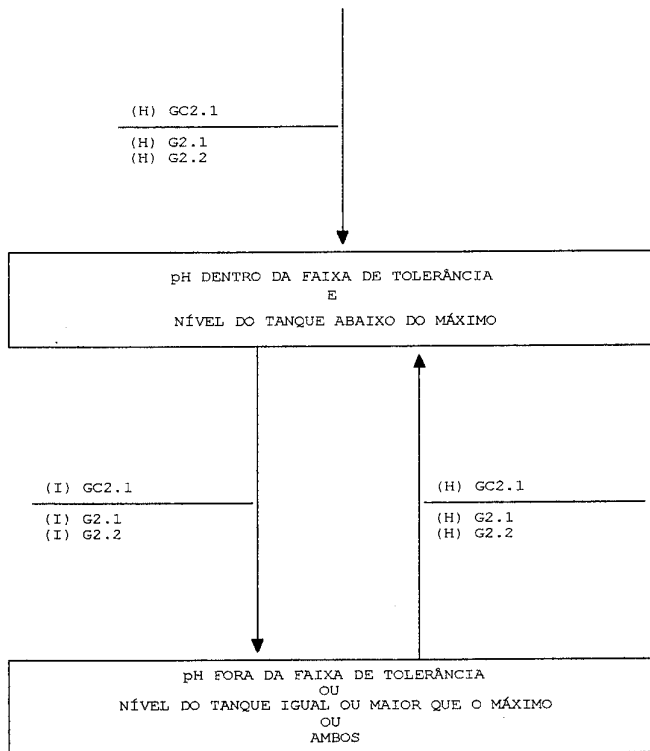 (H) GC2.1
(H) G2.1
(H) G2.2
pH DENTRO DA FAIXA DE TOLERÂNCIA
E
NÍVEL DO TANQUE ABAIXO DO MÁXIMO
(I) GC2.1
(I) G2.1
(I) G2.2
(H) GC2.1
(H) G2.1
(H) G2.2
pH FORA DA FAIXA DE TOLERÂNCIA
OU
NÍVEL DO TANQUE IGUAL OU MAIOR QUE O MÁXIMO
OU
AMBOS